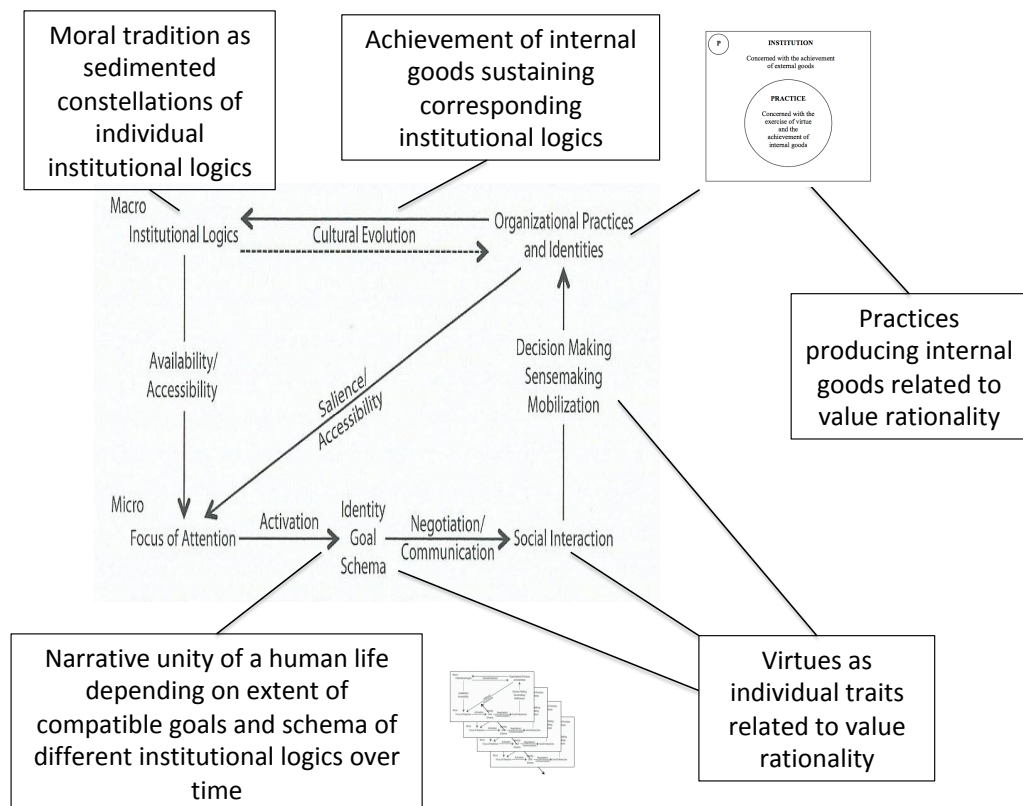 Moral tradition as
sedimented
constellations of
individual
institutional logics
Achievement of internal
goods sustaining
corresponding
institutional logics
P
INSTITUTION
Concerned with the achievement
of external goods
PRACTICE
Concerned with the
exercise of virtue
and the
achievement of
internal goods
Macro
Institutional Logics
Cultural Evolution
Organizational Practices
and Identities
Practices
producing internal
goods related to
value rationality
Availability/
Accessibility
Salience/
Accessibility
Decision Making
Sensemaking
Mobilization
Micro
Focus of Attention
Activation
Identity
Goal
Schema
Negotiation/
Communication
Social Interaction
Narrative unity of a human life
depending on extent of
compatible goals and schema of
different institutional logics over
time
Virtues as
individual traits
related to value
rationality